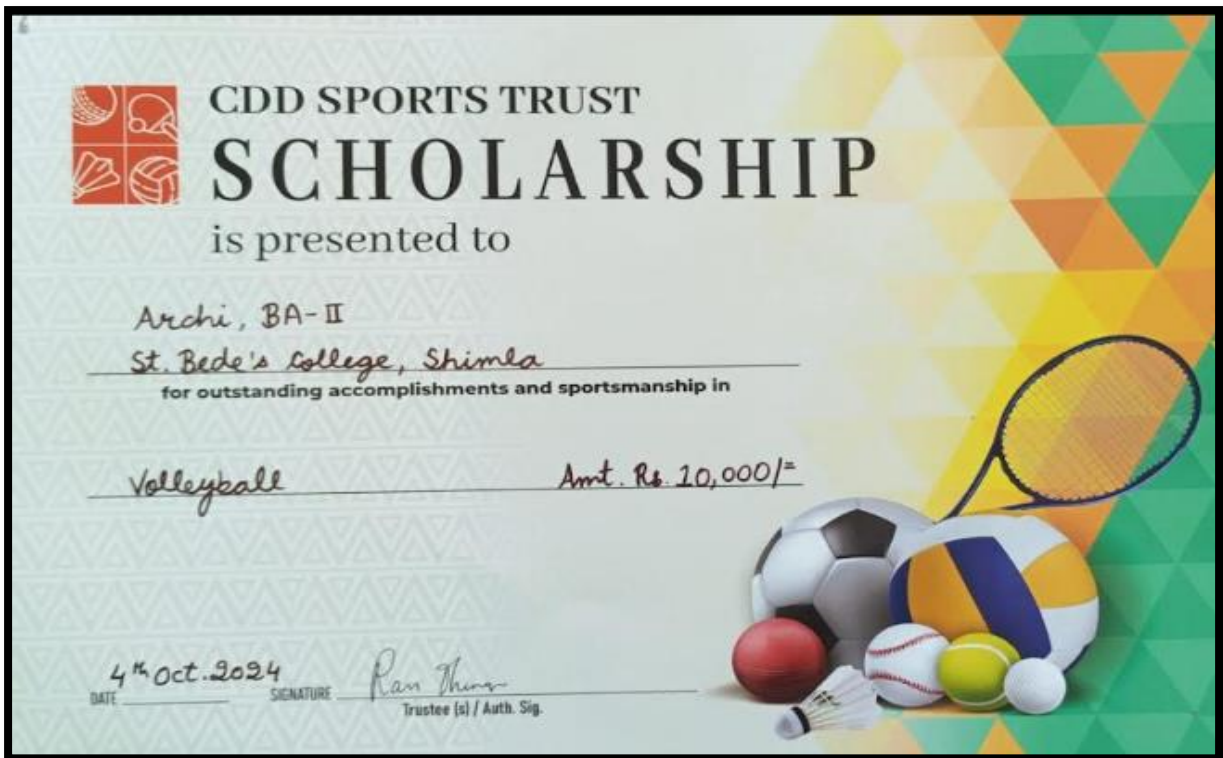 CDD SPORTS TRUST
SCHOLARSHIP
is presented to
Archi, BA-II
St. Bede's College, Shimla
for outstanding accomplishments and sportsmanship in
Volleyball Amt. Rs. 10,000/=
4th Oct. 2024
DATE SIGNATURE
Trustee (s) / Auth. Sig.